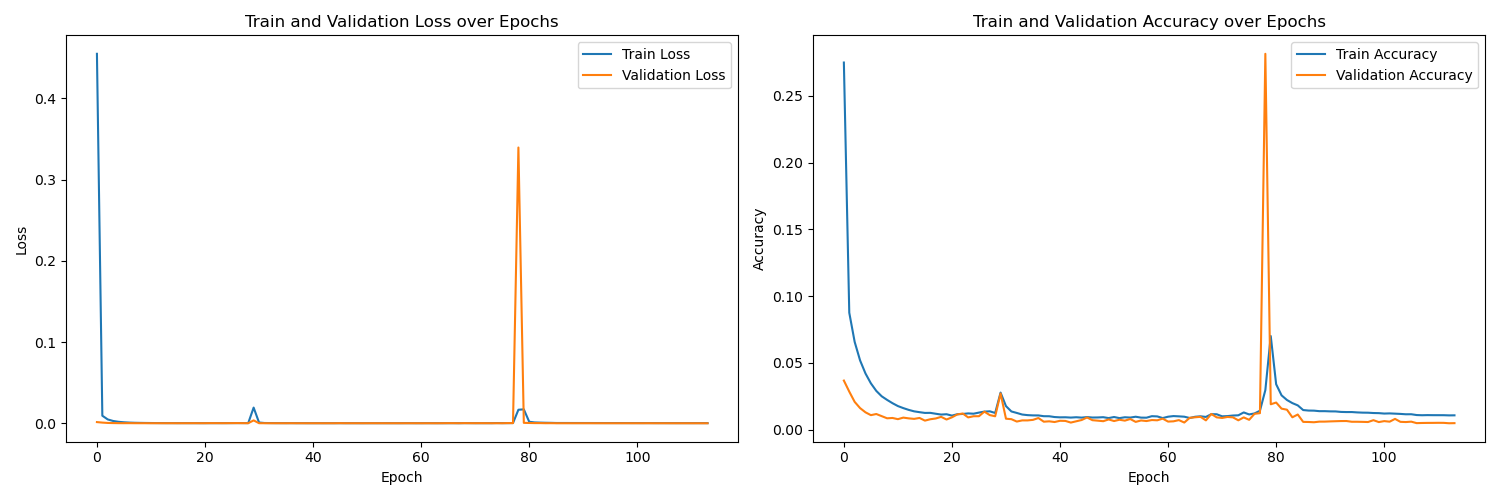 Train and Validation Loss over Epochs
Train Loss
Validation Loss
0.4
0.3
0.2
0.1
0.0
Loss
0 20 40 60 80 100
Epoch
Train and Validation Accuracy over Epochs
Train Accuracy
Validation Accuracy
0.25
0.20
0.15
0.10
0.05
0.00
Accuracy
0 20 40 60 80 100
Epoch